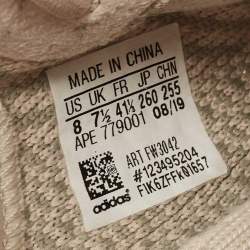 MADE IN CHINA
US UK FR JP CHN
8 7½ 41⅓ 260 255
APE 779001 08/19
ART FW3042
#123495204
F1K6ZFFK01657
adidas